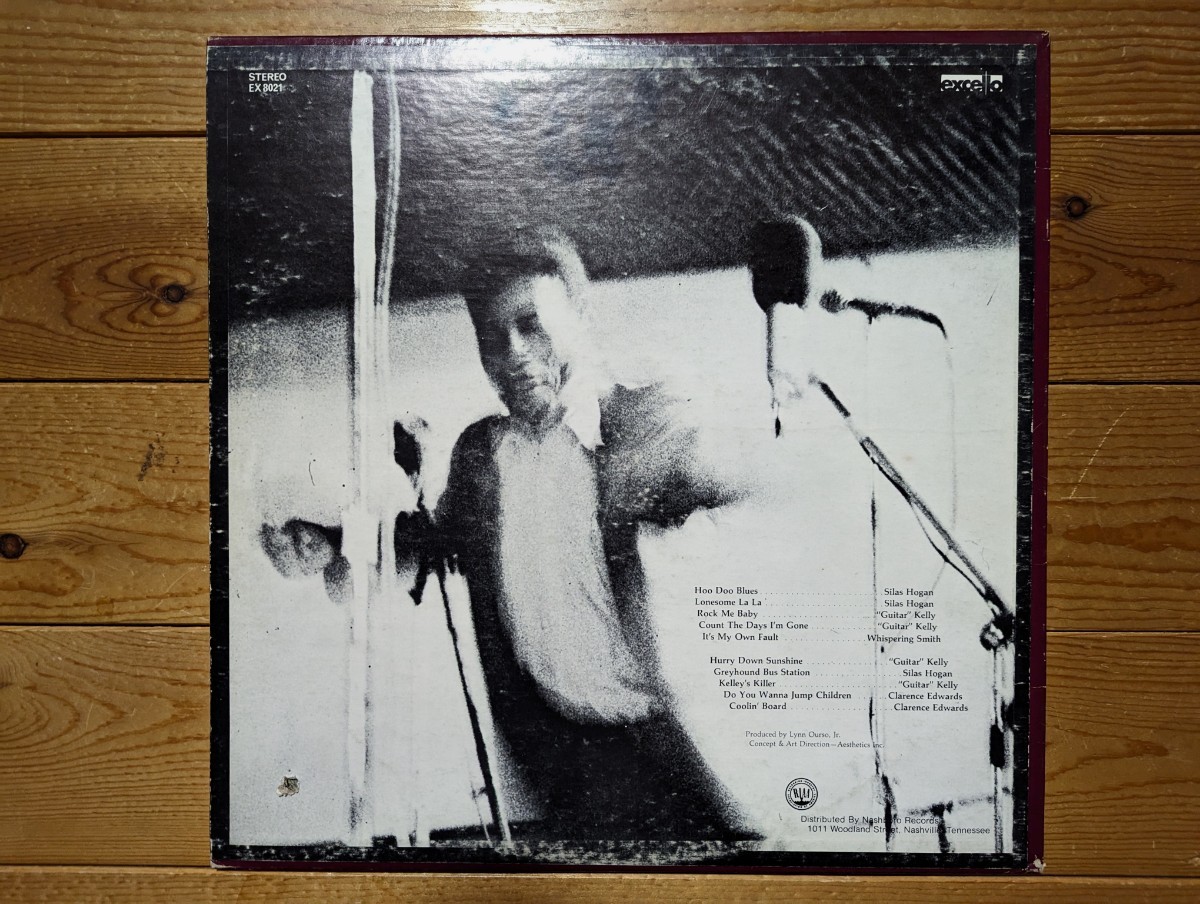 STEREO
EX 8021
excello
Hoo Doo Blues . . . . . . . . . . . . . . . . . . . . Silas Hogan
Lonesome La La . . . . . . . . . . . . . . . . . . . . Silas Hogan
Rock Me Baby . . . . . . . . . . . . . . . . . . . . "Guitar" Kelly
Count The Days I'm Gone . . . . . . . . . . . . "Guitar" Kelly
It's My Own Fault . . . . . . . . . . . . . . . . Whispering Smith
Hurry Down Sunshine . . . . . . . . . . . . . . "Guitar" Kelly
Greyhound Bus Station . . . . . . . . . . . . . . Silas Hogan
Kelley's Killer . . . . . . . . . . . . . . . . . . . . "Guitar" Kelly
Do You Wanna Jump Children . . . . . . Clarence Edwards
Coolin' Board . . . . . . . . . . . . . . . . . . Clarence Edwards
Produced by Lynn Ourso, Jr.
Concept & Art Direction—Aesthetics Inc.
RIAA
Distributed By Nashboro Records
1011 Woodland Street, Nashville, Tennessee